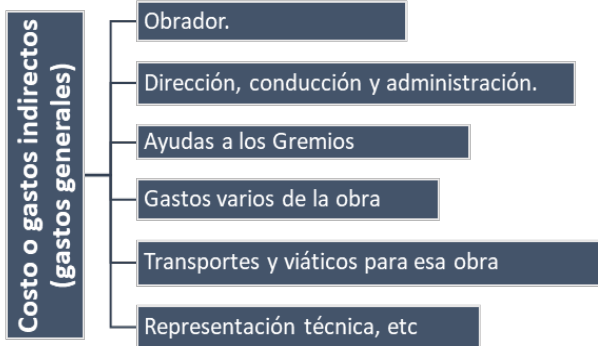 Costo o gastos indirectos
(gastos generales)
Obrador.
Dirección, conducción y administración.
Ayudas a los Gremios
Gastos varios de la obra
Transportes y viáticos para esa obra
Representación técnica, etc